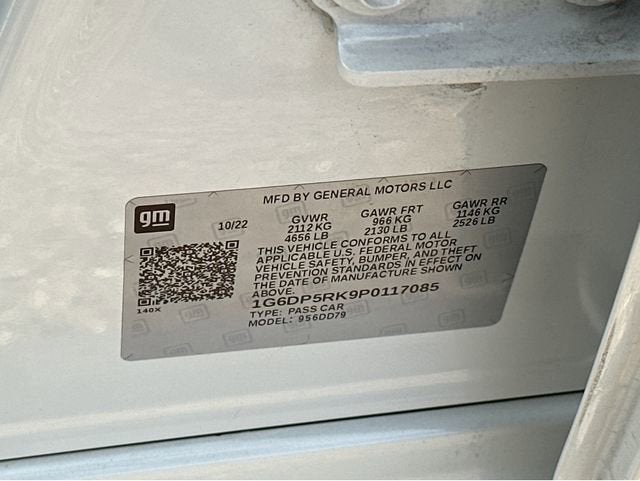 MFD BY GENERAL MOTORS LLC
gm
10/22
GVWR GAWR FRT GAWR RR
2112 KG 966 KG 1146 KG
4656 LB 2130 LB 2526 LB
THIS VEHICLE CONFORMS TO ALL
APPLICABLE U.S. FEDERAL MOTOR
VEHICLE SAFETY, BUMPER, AND THEFT
PREVENTION STANDARDS IN EFFECT ON
THE DATE OF MANUFACTURE SHOWN
ABOVE.
1G6DP5RK9P0117085
140X
TYPE: PASS CAR
MODEL: 956DD79